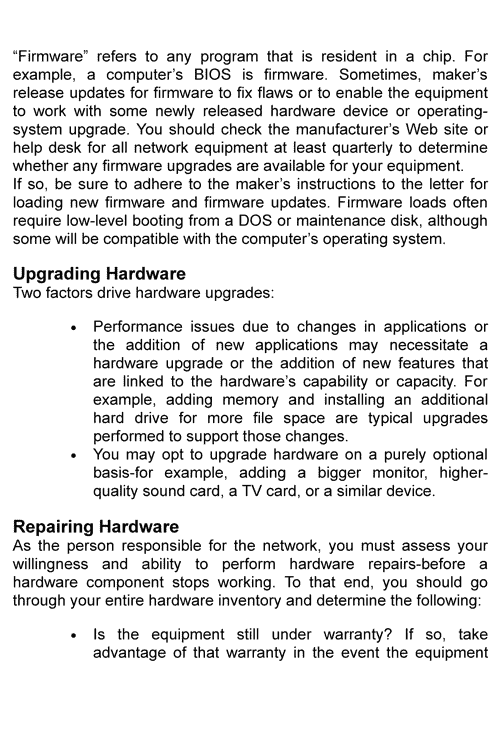 “Firmware” refers to any program that is resident in a chip. For
example, a computer’s BIOS is firmware. Sometimes, maker’s
release updates for firmware to fix flaws or to enable the equipment
to work with some newly released hardware device or operating-
system upgrade. You should check the manufacturer’s Web site or
help desk for all network equipment at least quarterly to determine
whether any firmware upgrades are available for your equipment.
If so, be sure to adhere to the maker’s instructions to the letter for
loading new firmware and firmware updates. Firmware loads often
require low-level booting from a DOS or maintenance disk, although
some will be compatible with the computer’s operating system.
Upgrading Hardware
Two factors drive hardware upgrades:
• Performance issues due to changes in applications or
the addition of new applications may necessitate a
hardware upgrade or the addition of new features that
are linked to the hardware’s capability or capacity. For
example, adding memory and installing an additional
hard drive for more file space are typical upgrades
performed to support those changes.
• You may opt to upgrade hardware on a purely optional
basis-for example, adding a bigger monitor, higher-
quality sound card, a TV card, or a similar device.
Repairing Hardware
As the person responsible for the network, you must assess your
willingness and ability to perform hardware repairs-before a
hardware component stops working. To that end, you should go
through your entire hardware inventory and determine the following:
• Is the equipment still under warranty? If so, take
advantage of that warranty in the event the equipment